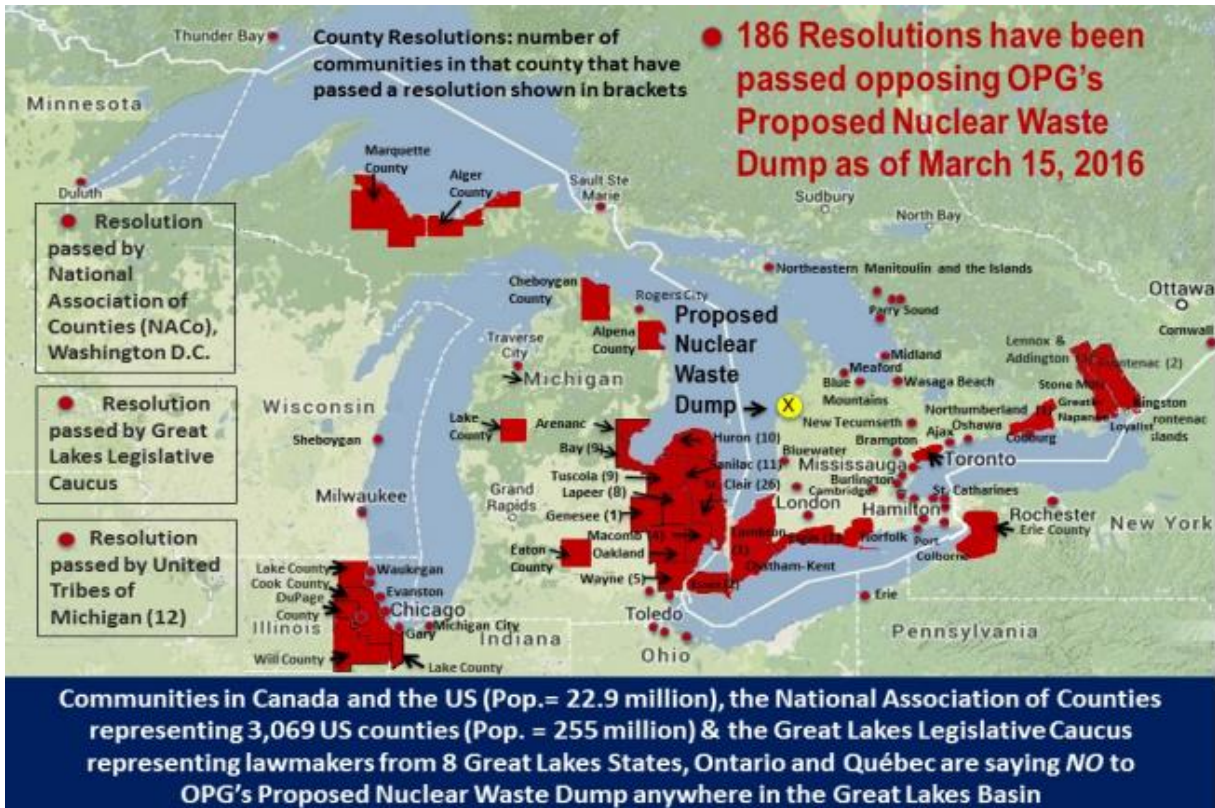 186 Resolutions have been
passed opposing OPG's
Proposed Nuclear Waste
Dump as of March 15, 2016
County Resolutions: number of
communities in that county that have
passed a resolution shown in brackets
Thunder Bay
Minnesota
Duluth
Marquette
County
Alger
County
Sault Ste
Marie
Sudbury
North Bay
Resolution
passed by
National
Association of
Counties (NACo),
Washington D.C.
Resolution
passed by Great
Lakes Legislative
Caucus
Resolution
passed by United
Tribes of
Michigan (12)
Cheboygan
County
Rogers City
Alpena
County
Traverse
City
Michigan
Proposed
Nuclear
Waste
Dump
X
Northeastern Manitoulin and the Islands
Parry Sound
Ottawa
Cornwall
Midland
Meaford
Blue
Mountains
Wasaga Beach
Lennox &
Addington
(2)
Stone Mills
Greater
Napanee
Kingston
Loyalist
Northumberland
Cobourg
New Tecumseth
Brampton
Ajax
Oshawa
Toronto
Mississauga
Burlington
Cambridge
Hamilton
St. Catharines
Bluewater
London
Norfolk
Port
Colborne
Chatham-Kent
Rochester
Erie County
New York
Wisconsin
Sheboygan
Milwaukee
Lake
County
Arenac
Bay (9)
Huron (10)
Tuscola (9)
Sanilac (11)
Lapeer (8)
St. Clair (26)
Genesee (1)
Macomb (4)
Oakland
Wayne (5)
Grand
Rapids
Eaton
County
Lake County
Cook County
DuPage
County
Illinois
Will County
Waukegan
Evanston
Chicago
Gary
Michigan City
Lake County
Indiana
Toledo
Ohio
Erie
Pennsylvania
Communities in Canada and the US (Pop.= 22.9 million), the National Association of Counties
representing 3,069 US counties (Pop. = 255 million) & the Great Lakes Legislative Caucus
representing lawmakers from 8 Great Lakes States, Ontario and Québec are saying NO to
OPG's Proposed Nuclear Waste Dump anywhere in the Great Lakes Basin